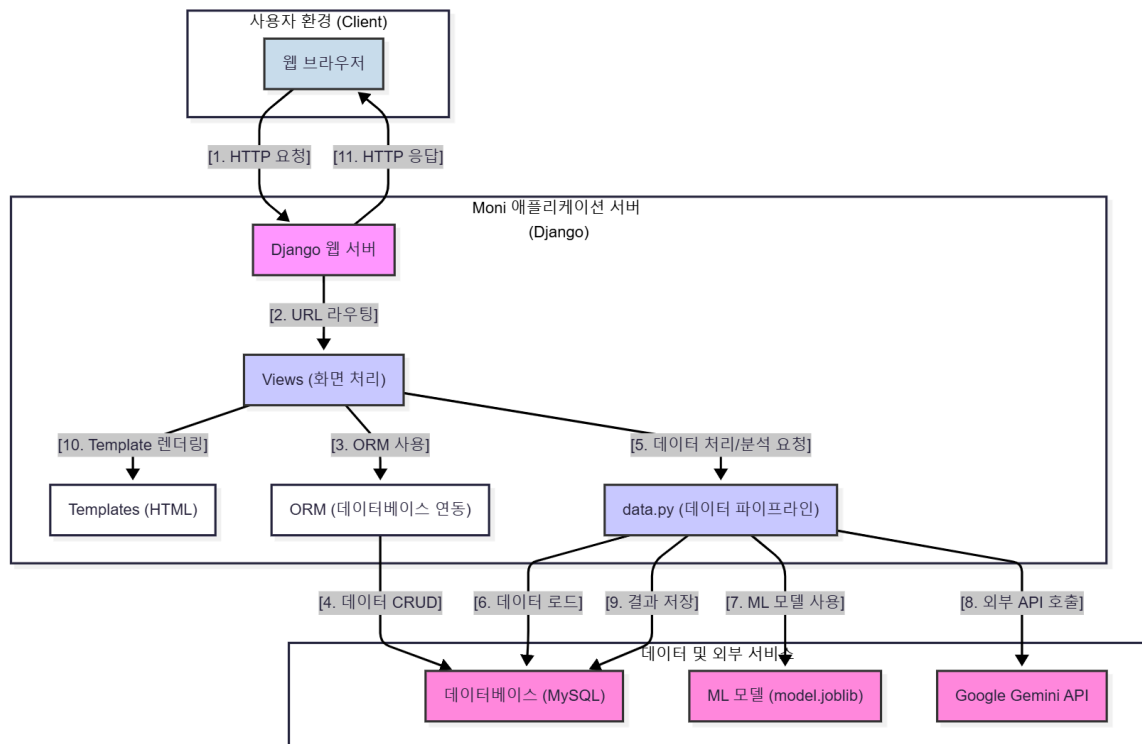 사용자 환경 (Client)
웹 브라우저
[1. HTTP 요청]
[11. HTTP 응답]
Moni 애플리케이션 서버
(Django)
Django 웹 서버
[2. URL 라우팅]
Views (화면 처리)
[10. Template 렌더링]
[3. ORM 사용]
[5. 데이터 처리/분석 요청]
Templates (HTML)
ORM (데이터베이스 연동)
data.py (데이터 파이프라인)
[4. 데이터 CRUD]
[6. 데이터 로드]
[9. 결과 저장]
[7. ML 모델 사용]
[8. 외부 API 호출]
데이터 및 외부 서비스
데이터베이스 (MySQL)
ML 모델 (model.joblib)
Google Gemini API